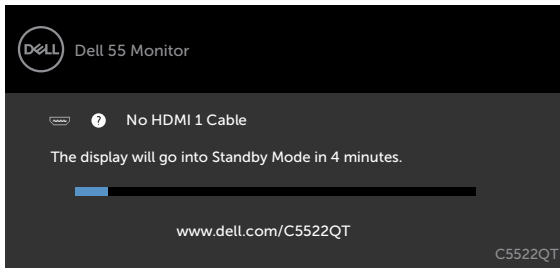 DELL
Dell 55 Monitor
? No HDMI 1 Cable
The display will go into Standby Mode in 4 minutes.
www.dell.com/C5522QT
C5522QT